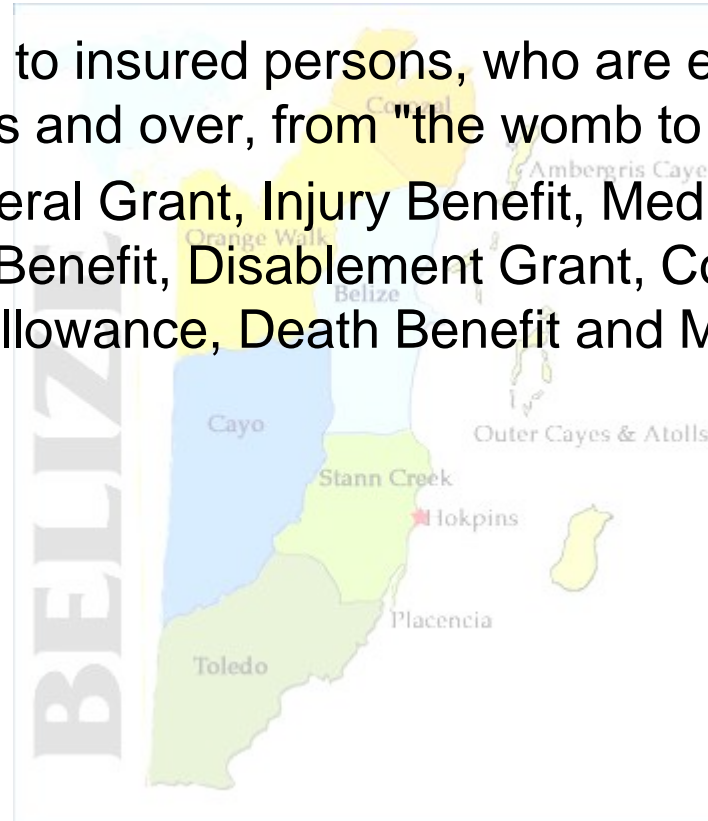 to insured persons, who are e
s and over, from "the womb to
eral Grant, Injury Benefit, Med
Benefit, Disablement Grant, Co
llowance, Death Benefit and M
Corozal
Ambergris Caye
Orange Walk
Belize
Cayo
Outer Cayes & Atolls
Stann Creek
Hokpins
Placencia
Toledo
BELIZE